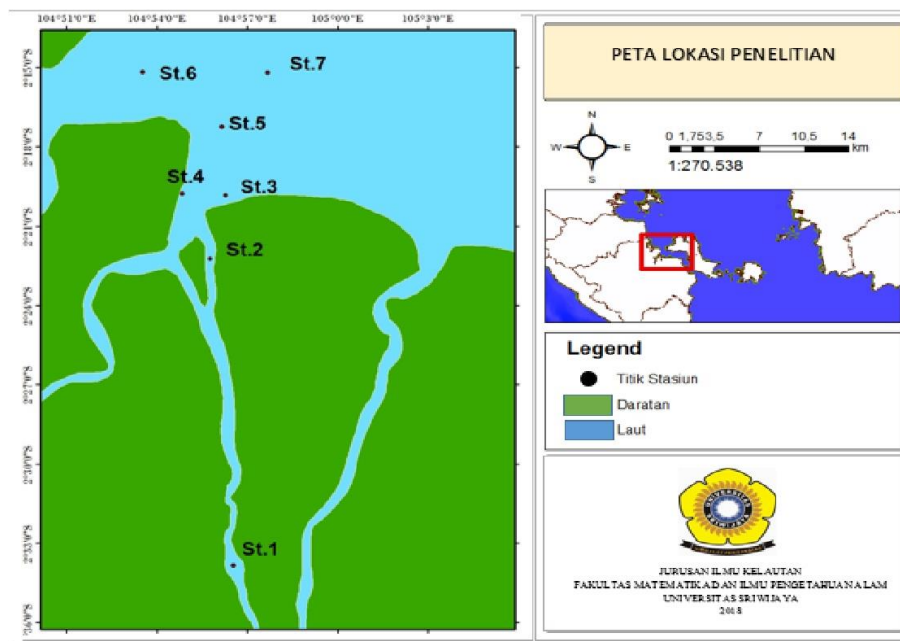 104°51'0"E 104°54'0"E 104°57'0"E 105°0'0"E 105°3'0"E
St.6
St.7
St.5
St.4
St.3
St.2
St.1
PETA LOKASI PENELITIAN
N
W E
S
0 1,753,5 7 10,5 14
km
1:270.538
Legend
Titik Stasiun
Daratan
Laut
UNIVERSITAS
SRIWIJAYA
JURUSAN ILMU KELAUTAN
FAKULTAS MATEMATIKA DAN ILMU PENGETAHUAN ALAM
UNIVERSITAS SRIWIJAYA
2018